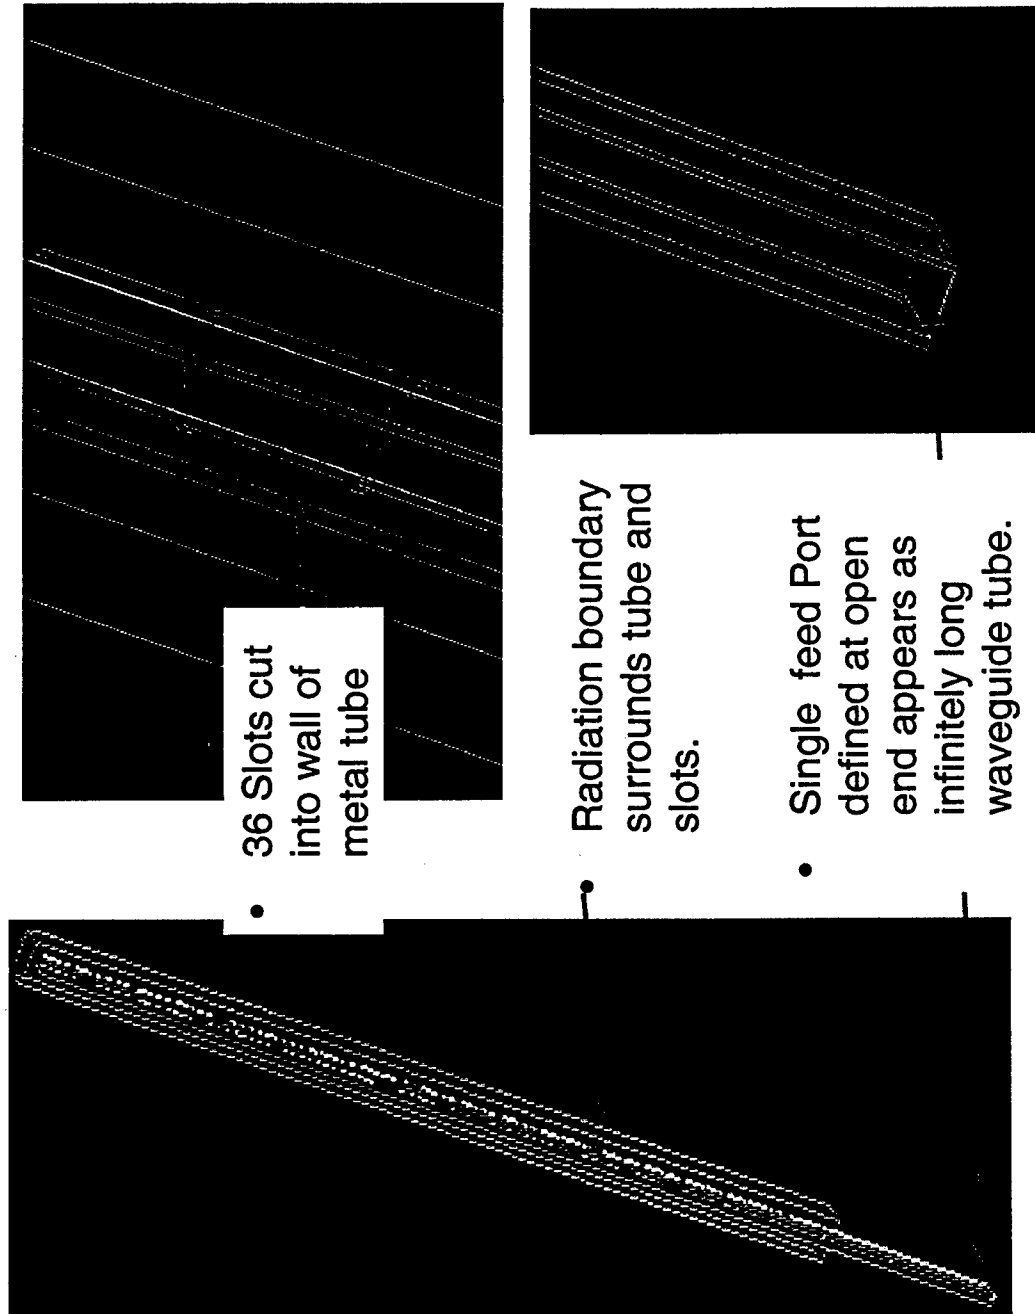 • 36 Slots cut
into wall of
metal tube
• Radiation boundary
surrounds tube and
slots.
• Single feed Port
defined at open
end appears as
infinitely long
waveguide tube.